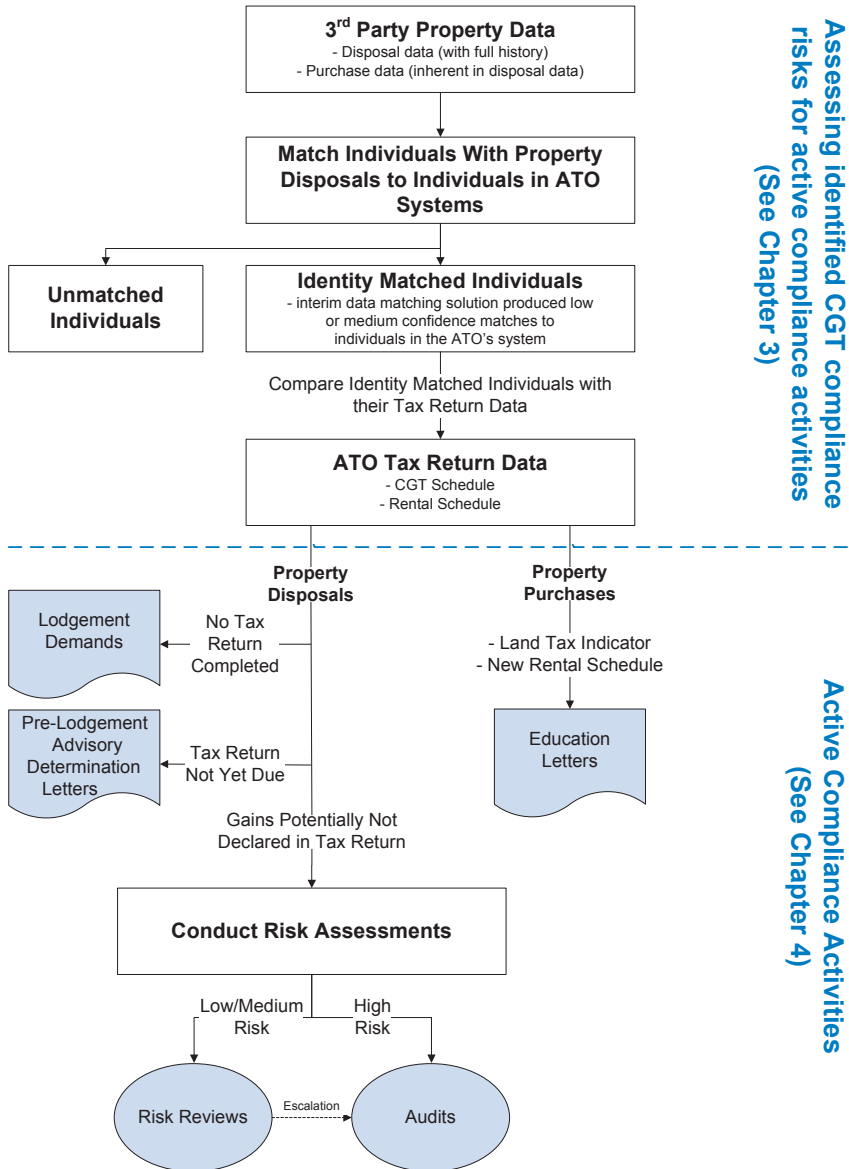 3rd Party Property Data
- Disposal data (with full history)
- Purchase data (inherent in disposal data)
Match Individuals With Property
Disposals to Individuals in ATO
Systems
Unmatched
Individuals
Identity Matched Individuals
- interim data matching solution produced low
or medium confidence matches to
individuals in the ATO's system
Compare Identity Matched Individuals with
their Tax Return Data
ATO Tax Return Data
- CGT Schedule
- Rental Schedule
Assessing identified CGT compliance
risks for active compliance activities
(See Chapter 3)
Property
Disposals
Property
Purchases
Lodgement
Demands
No Tax
Return
Completed
- Land Tax Indicator
- New Rental Schedule
Pre-Lodgement
Advisory
Determination
Letters
Tax Return
Not Yet Due
Education
Letters
Gains Potentially Not
Declared in Tax Return
Conduct Risk Assessments
Low/Medium
Risk
High
Risk
Risk Reviews
Escalation
Audits
Active Compliance Activities
(See Chapter 4)